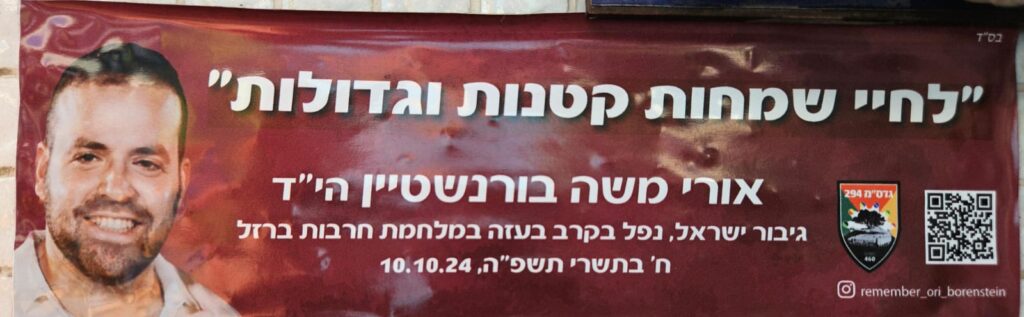 בס"ד
"לחיי שמחות קטנות וגדולות"
אורי משה בורנשטיין הי"ד
גיבור ישראל, נפל בקרב בעזה במלחמת חרבות ברזל
ח' בתשרי תשפ"ה, 10.10.24
גדס"מ 294
460
remember_ori_borenstein